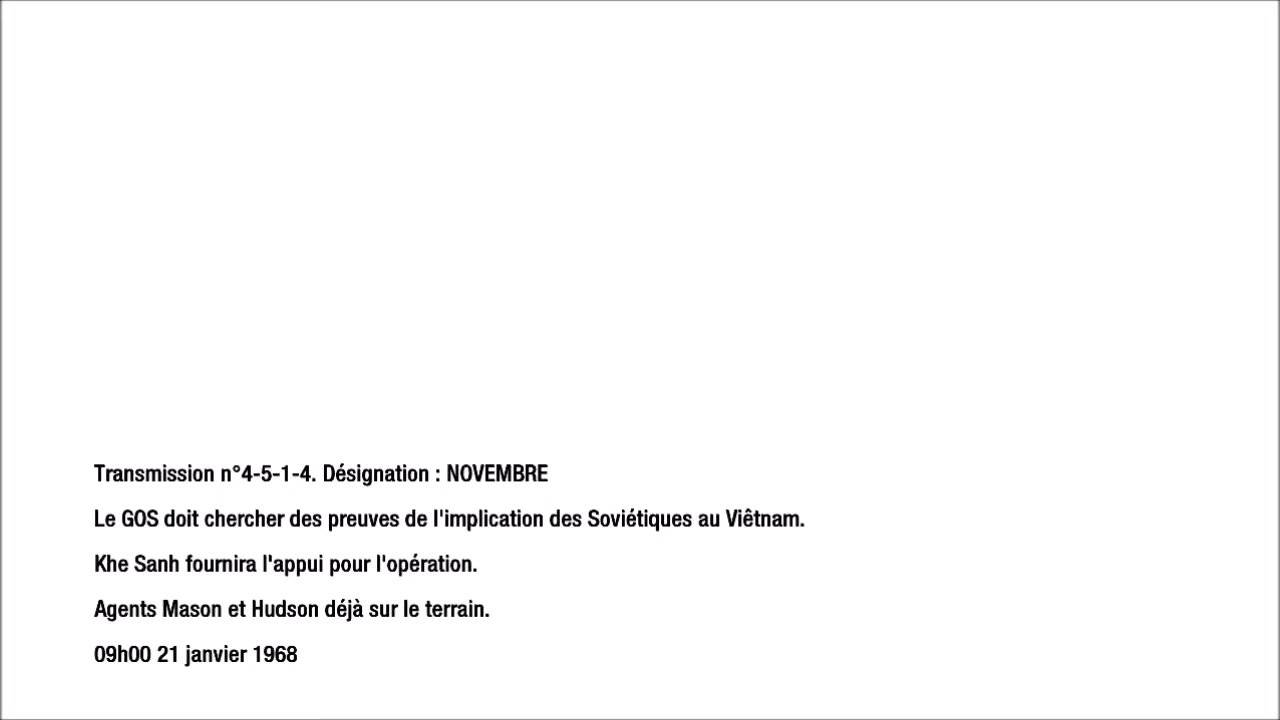 Transmission n°4-5-1-4. Désignation : NOVEMBRE
Le GOS doit chercher des preuves de l'implication des Soviétiques au Viêtnam.
Khe Sanh fournira l'appui pour l'opération.
Agents Mason et Hudson déjà sur le terrain.
09h00 21 janvier 1968